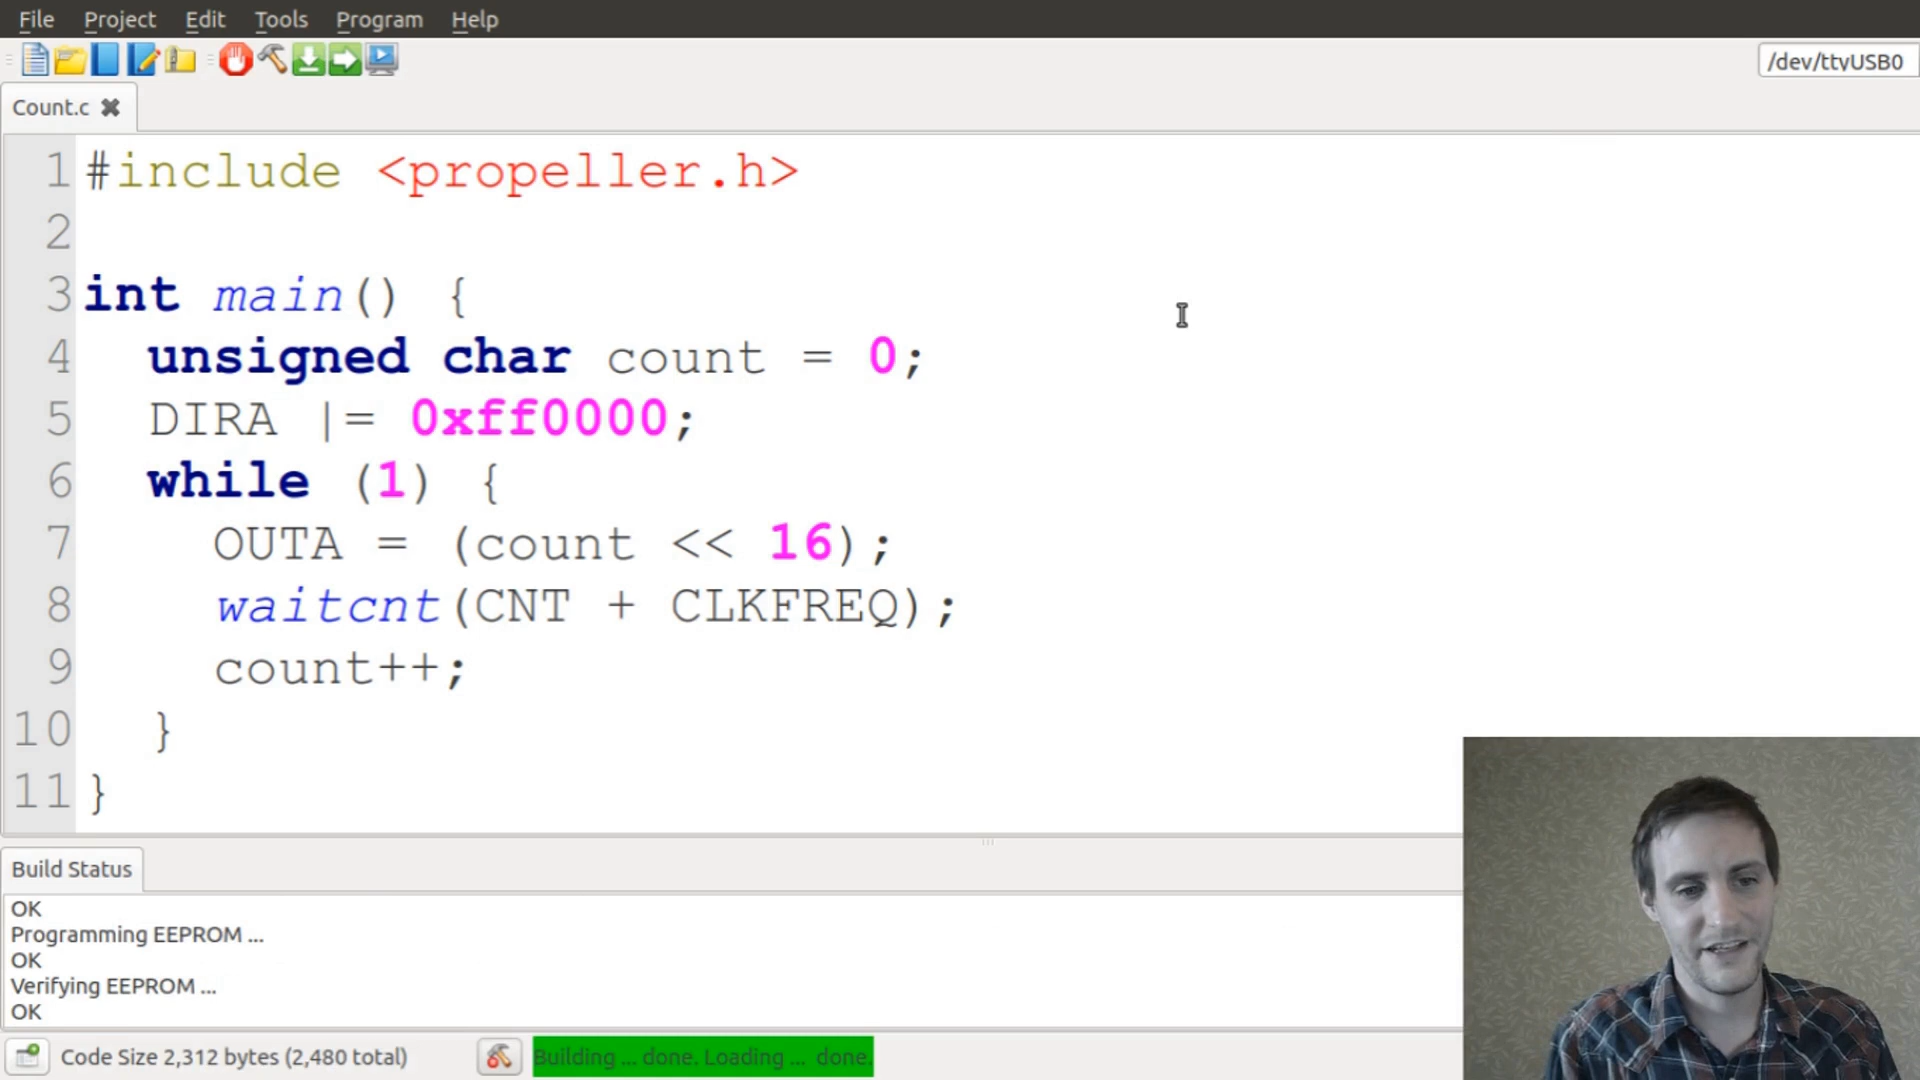 File Project Edit Tools Program Help
/dev/ttyUSB0
Count.c
1 #include <propeller.h>
2
3 int main() {
4 unsigned char count = 0;
5 DIRA |= 0xff0000;
6 while (1) {
7 OUTA = (count << 16);
8 waitcnt(CNT + CLKFREQ);
9 count++;
10 }
11 }
Build Status
OK
Programming EEPROM ...
OK
Verifying EEPROM ...
OK
Code Size 2,312 bytes (2,480 total) Building ... done. Loading ... done.